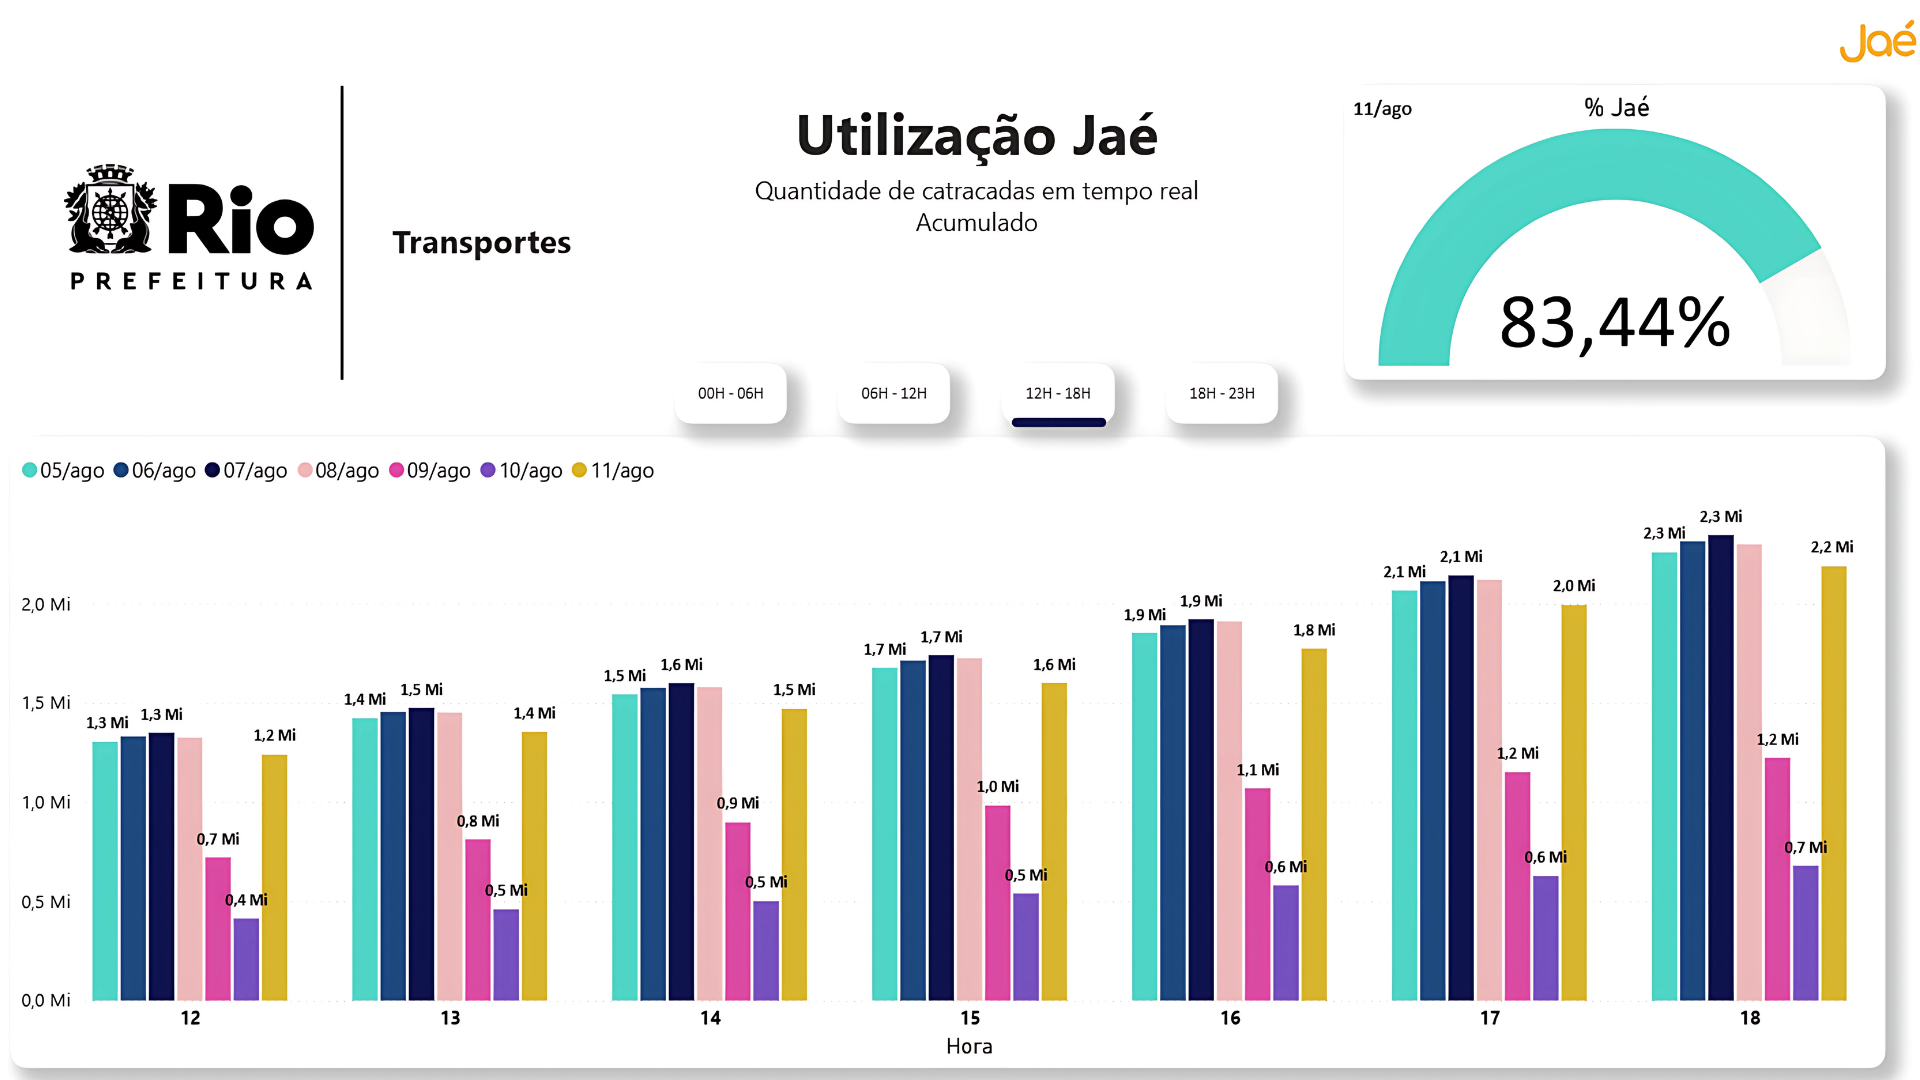 Jaé
Rio
PREFEITURA
Transportes
Utilização Jaé
Quantidade de catracadas em tempo real
Acumulado
11/ago
% Jaé
83,44%
00H - 06H
06H - 12H
12H - 18H
18H - 23H
05/ago 06/ago 07/ago 08/ago 09/ago 10/ago 11/ago
2,0 Mi
1,5 Mi
1,0 Mi
0,5 Mi
0,0 Mi
1,3 Mi 1,3 Mi 0,7 Mi 0,4 Mi 1,2 Mi
1,4 Mi 1,5 Mi 0,8 Mi 0,5 Mi 1,4 Mi
1,5 Mi 1,6 Mi 0,9 Mi 0,5 Mi 1,5 Mi
1,7 Mi 1,7 Mi 1,0 Mi 0,5 Mi 1,6 Mi
1,9 Mi 1,9 Mi 1,1 Mi 0,6 Mi 1,8 Mi
2,1 Mi 2,1 Mi 1,2 Mi 0,6 Mi 2,0 Mi
2,3 Mi 2,3 Mi 1,2 Mi 0,7 Mi 2,2 Mi
12 13 14 15 16 17 18
Hora